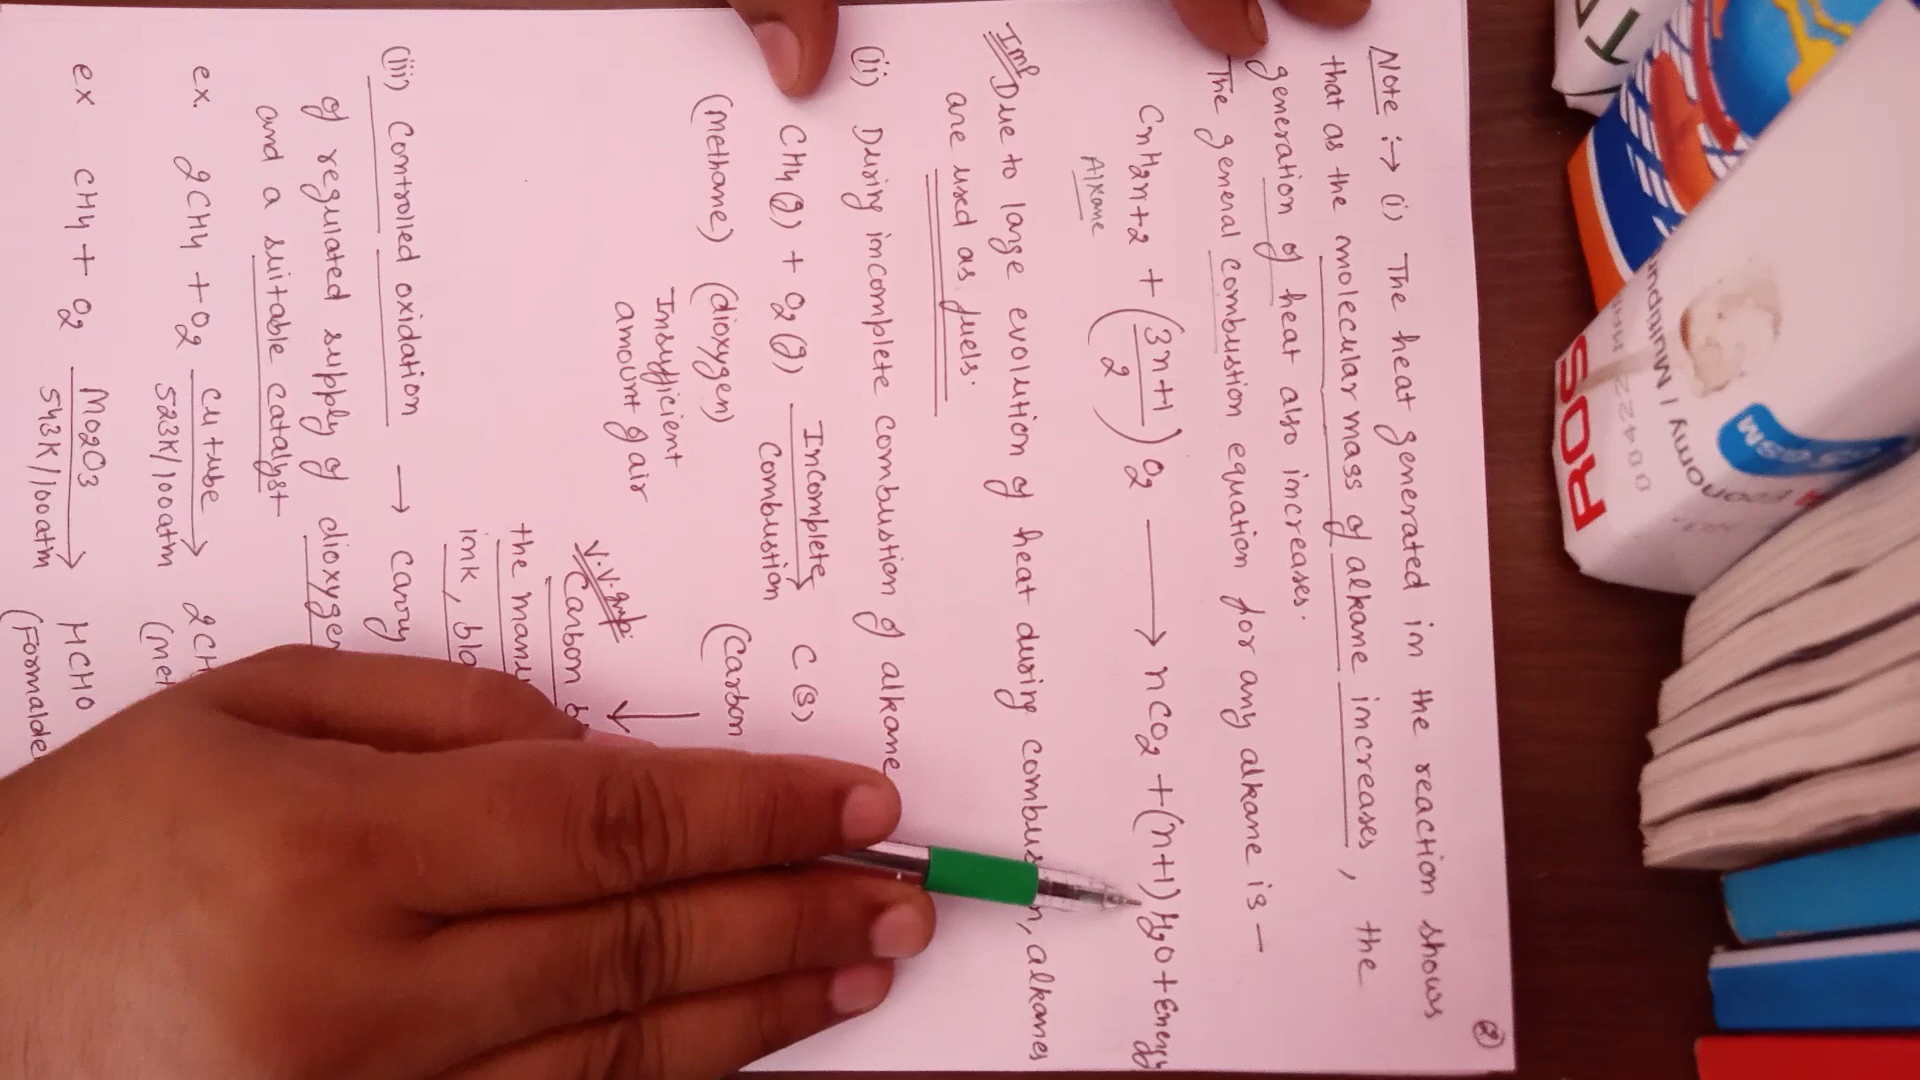 ②
Note :→ (i) The heat generated in the reaction shows
that as the molecular mass of alkane increases, the
generation of heat also increases.
The general combustion equation for any alkane is –
CnH2n+2 + (3n+1/2) O2 ⟶ nCO2 + (n+1) H2O + Energy
Alkane
Imp Due to large evolution of heat during combustion, alkanes
are used as fuels.
(ii) During incomplete combustion of alkane
CH4(g) + O2(g) Incomplete Combustion → C(s)
(Methane) (dioxygen) (Carbon
Insufficient
amount of air
V.V.Imp.
Carbon
the
ink,
(iii) Controlled oxidation → Carry
of regulated supply of dioxygen
and a suitable catalyst
ex. 2CH4 + O2 Cu tube 523K/100atm → 2CH
(Met
ex CH4 + O2 Mo2O3 543K/100atm → HCHO
(Formalde
ROS
GSM